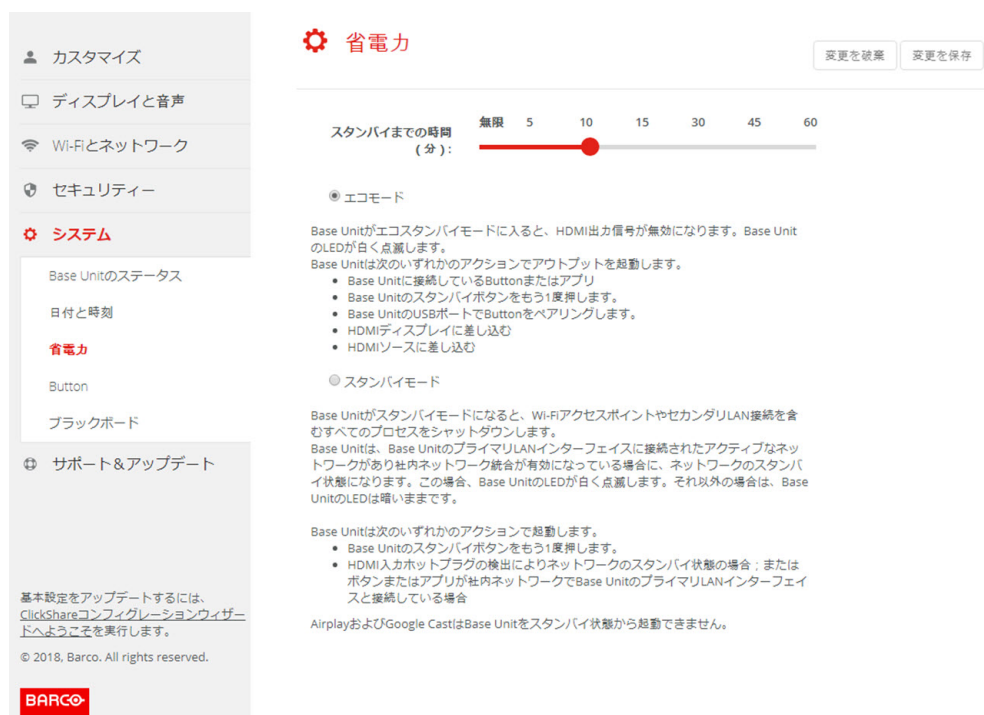 カスタマイズ
ディスプレイと音声
Wi-Fiとネットワーク
セキュリティー
システム
Base Unitのステータス
日付と時刻
省電力
Button
ブラックボード
サポート＆アップデート
基本設定をアップデートするには、
ClickShareコンフィグレーションウィザー
ドへようこそを実行します。
© 2018, Barco. All rights reserved.
BARCO
省電力
変更を破棄 変更を保存
スタンバイまでの時間
(分):
無限 5 10 15 30 45 60
エコモード
Base Unitがエコスタンバイモードに入ると、HDMI出力信号が無効になります。Base Unit
のLEDが白く点滅します。
Base Unitは次のいずれかのアクションでアウトプットを起動します。
• Base Unitに接続しているButtonまたはアプリ
• Base Unitのスタンバイボタンをもう1度押します。
• Base UnitのUSBポートでButtonをペアリングします。
• HDMIディスプレイに差し込む
• HDMIソースに差し込む
スタンバイモード
Base Unitがスタンバイモードになると、Wi-FiアクセスポイントやセカンダリLAN接続を含
むすべてのプロセスをシャットダウンします。
Base Unitは、Base UnitのプライマリLANインターフェイスに接続されたアクティブなネッ
トワークがあり社内ネットワーク統合が有効になっている場合に、ネットワークのスタンバ
イ状態になります。この場合、Base UnitのLEDが白く点滅します。それ以外の場合は、Base
UnitのLEDは暗いままです。
Base Unitは次のいずれかのアクションで起動します。
• Base Unitのスタンバイボタンをもう1度押します。
• HDMI入力ホットプラグの検出によりネットワークのスタンバイ状態の場合；または
ボタンまたはアプリが社内ネットワークでBase UnitのプライマリLANインターフェイ
スと接続している場合
AirplayおよびGoogle CastはBase Unitをスタンバイ状態から起動できません。